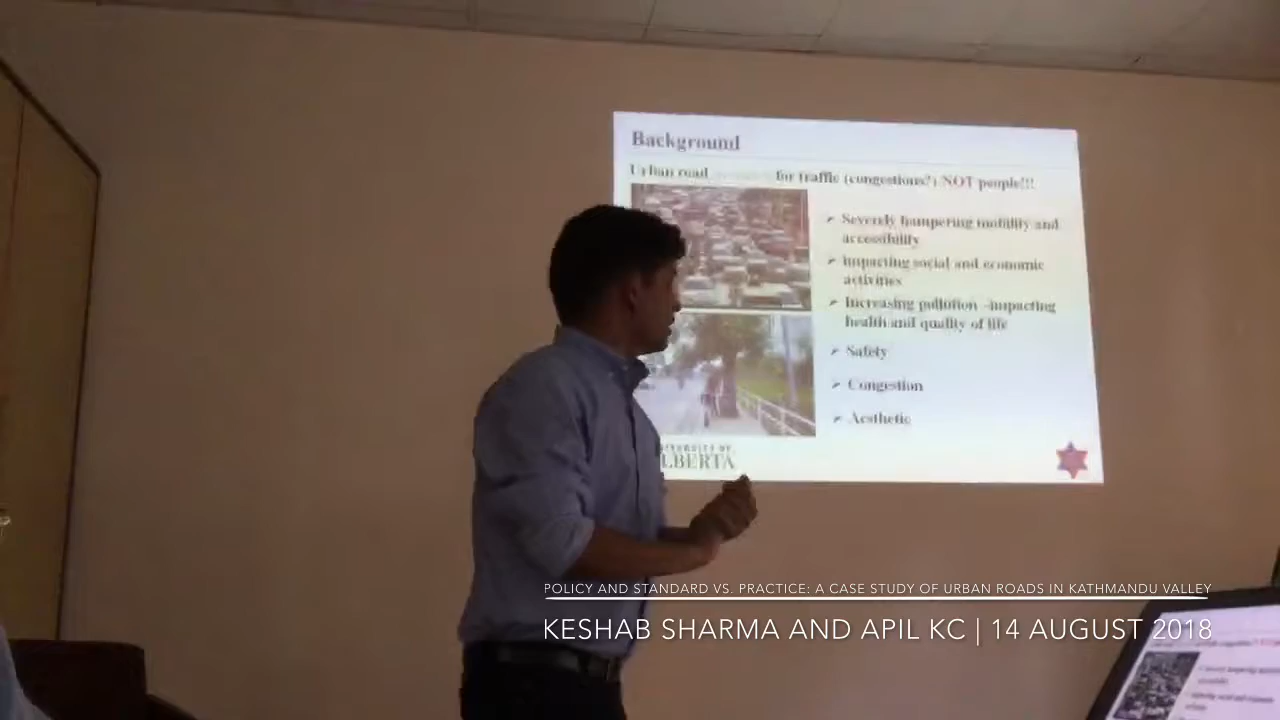 Background
Urban road for traffic (congestions?) NOT people!!!
Severely hampering mobility and
accessibility
Impacting social and economic
activities
Increasing pollution -impacting
health and quality of life
Safety
Congestion
Aesthetic
LBERTA
POLICY AND STANDARD VS. PRACTICE: A CASE STUDY OF URBAN ROADS IN KATHMANDU VALLEY
KESHAB SHARMA AND APIL KC | 14 AUGUST 2018